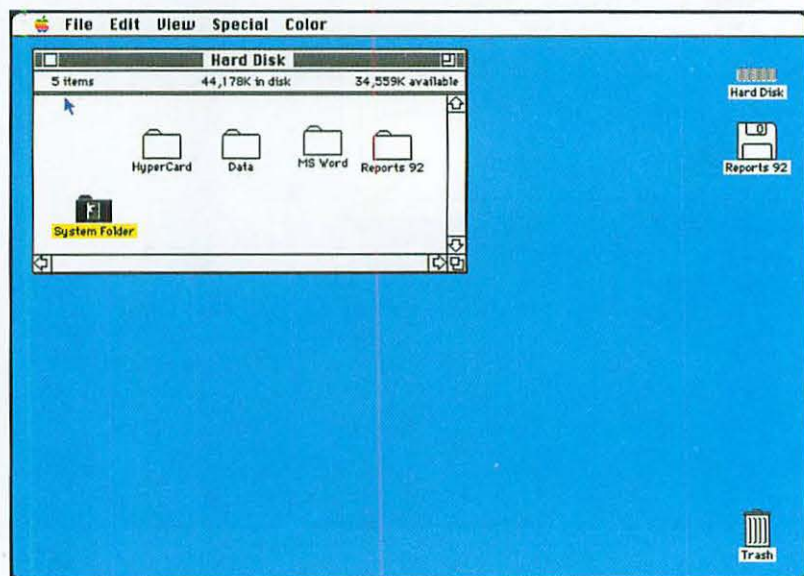 File Edit View Special Color
Hard Disk
5 items 44,178K in disk 34,559K available
HyperCard Data MS Word Reports 92
System Folder
Hard Disk
Reports 92
Trash